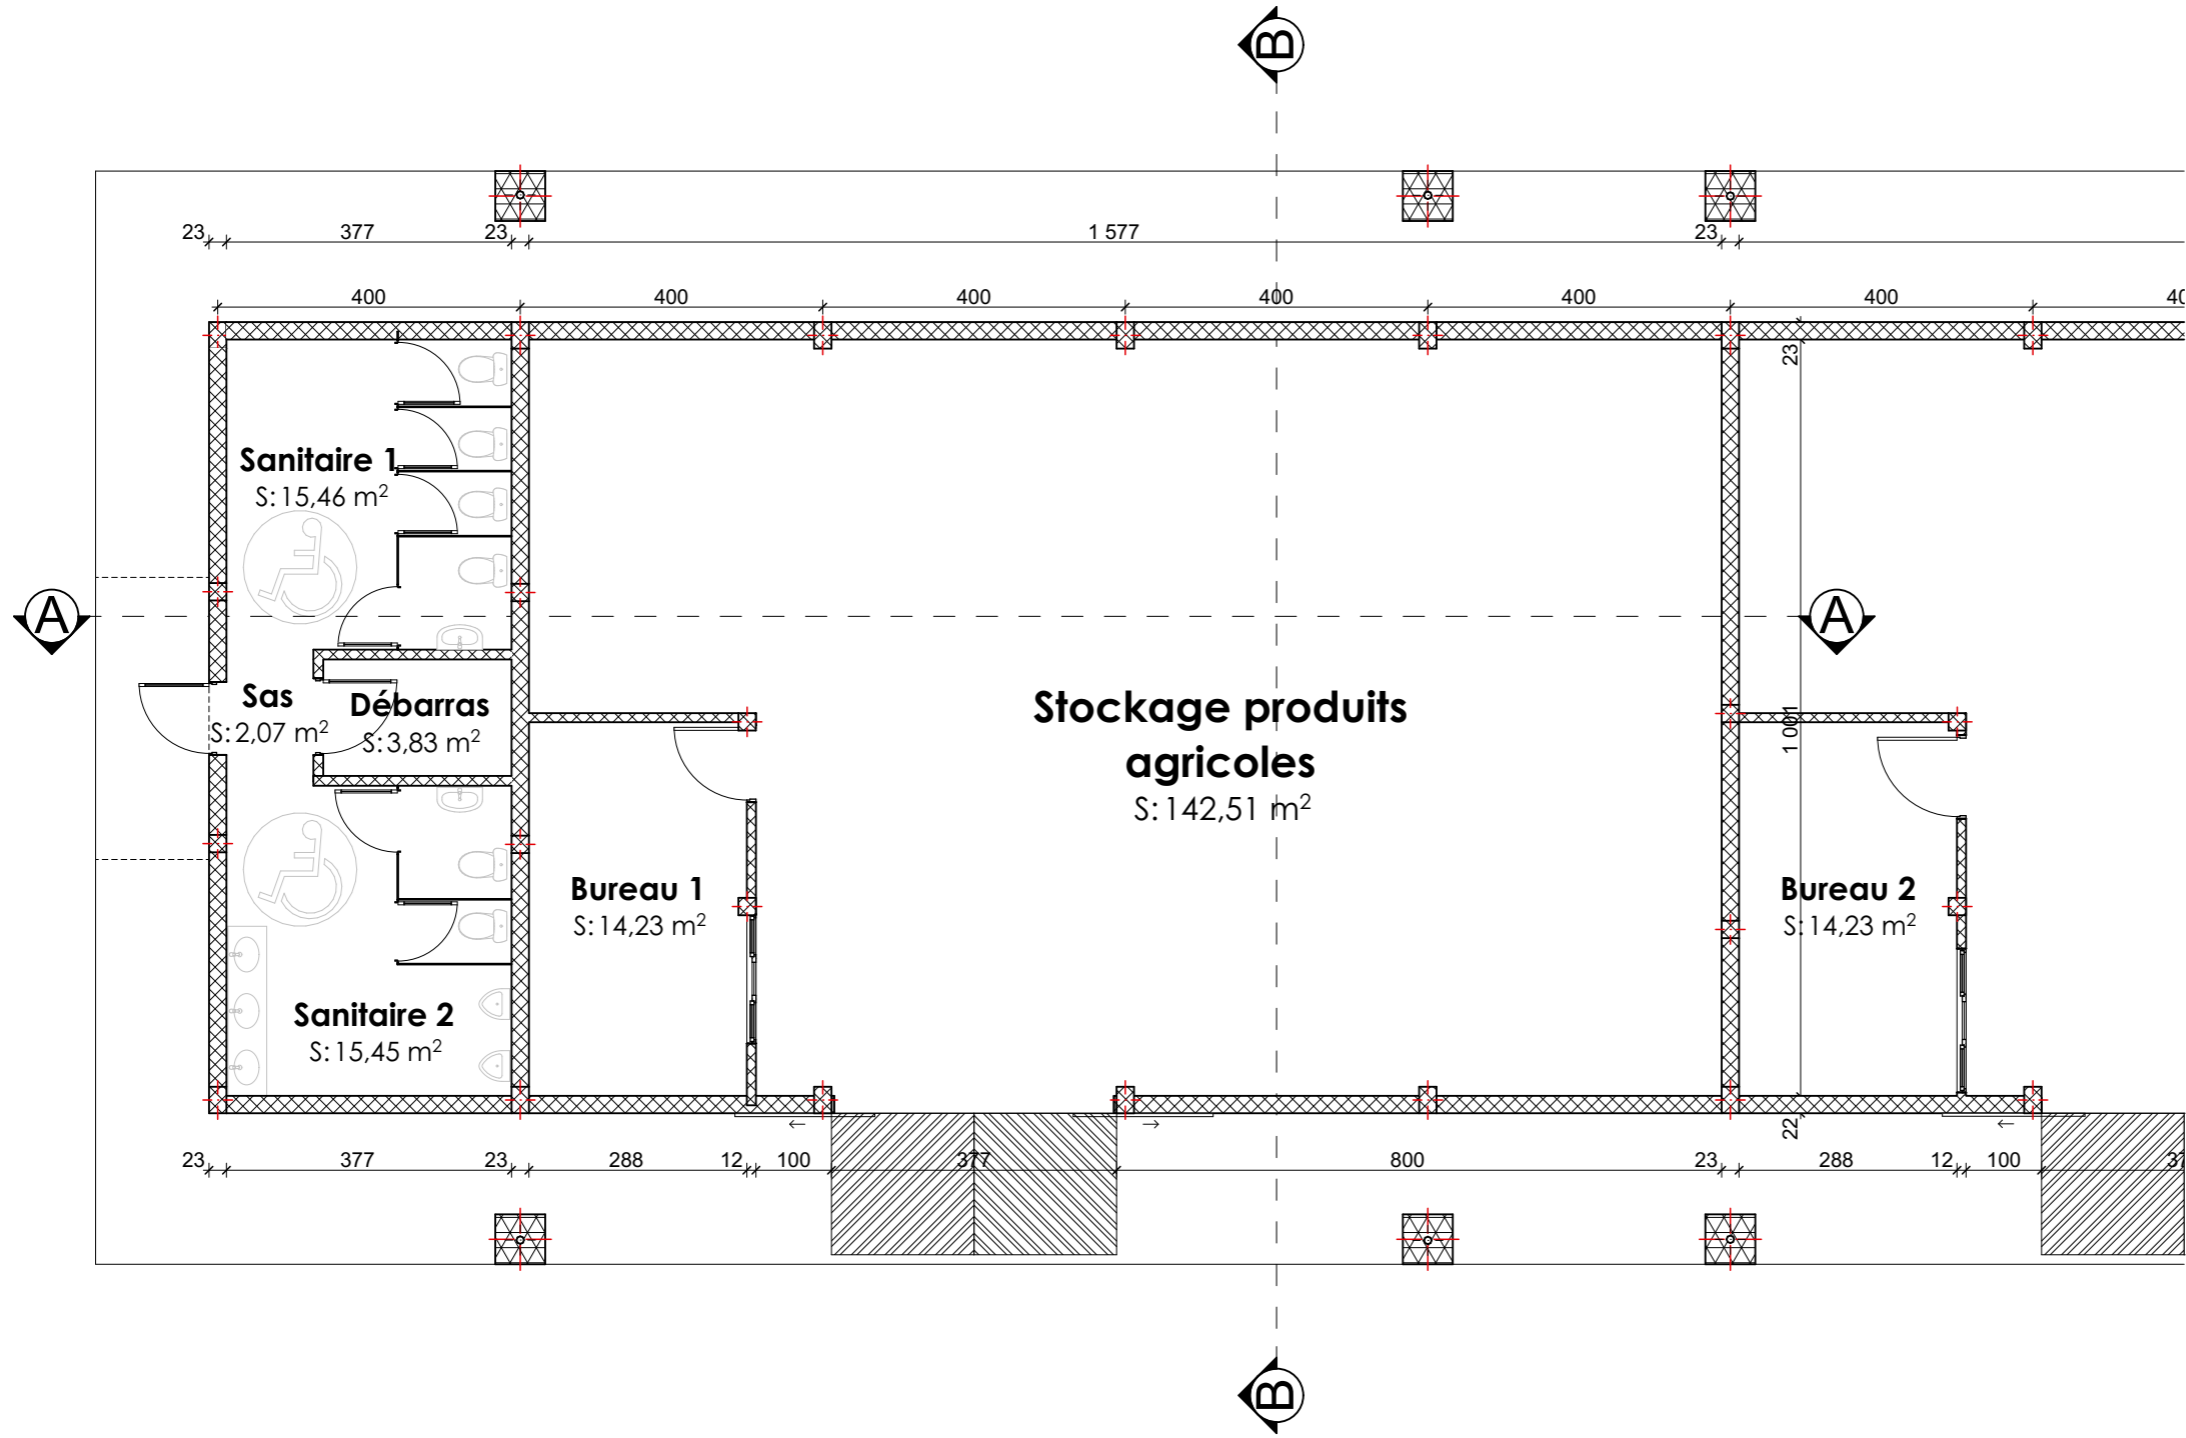 B
23 377 23 1 577 23
400 400 400 400 400 400
23
Sanitaire 1
S: 15,46 m²
A
A
Sas
S: 2,07 m²
Débarras
S: 3,83 m²
Stockage produits
agricoles
S: 142,51 m²
1 001
Bureau 1
S: 14,23 m²
Bureau 2
S: 14,23 m²
Sanitaire 2
S: 15,45 m²
22
23 377 23 288 12 100 377 800 23 288 12 100
B